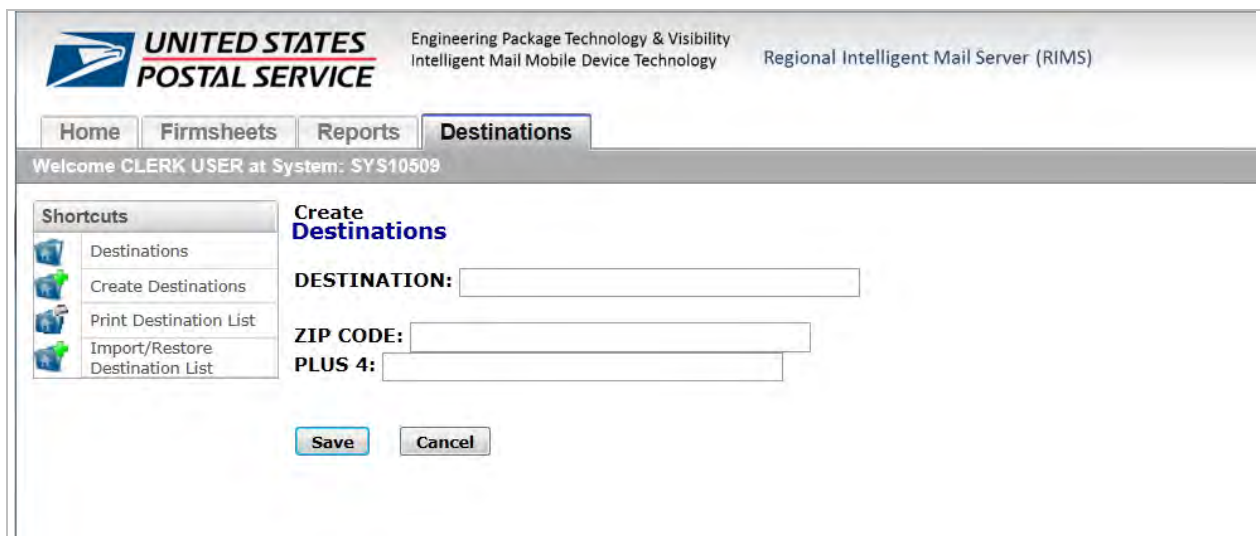 UNITED STATES
POSTAL SERVICE
Engineering Package Technology & Visibility
Intelligent Mail Mobile Device Technology
Regional Intelligent Mail Server (RIMS)
Home Firmsheets Reports Destinations
Welcome CLERK USER at System: SYS10509
Shortcuts
Destinations
Create Destinations
Print Destination List
Import/Restore
Destination List
Create
Destinations
DESTINATION:
ZIP CODE:
PLUS 4:
Save Cancel